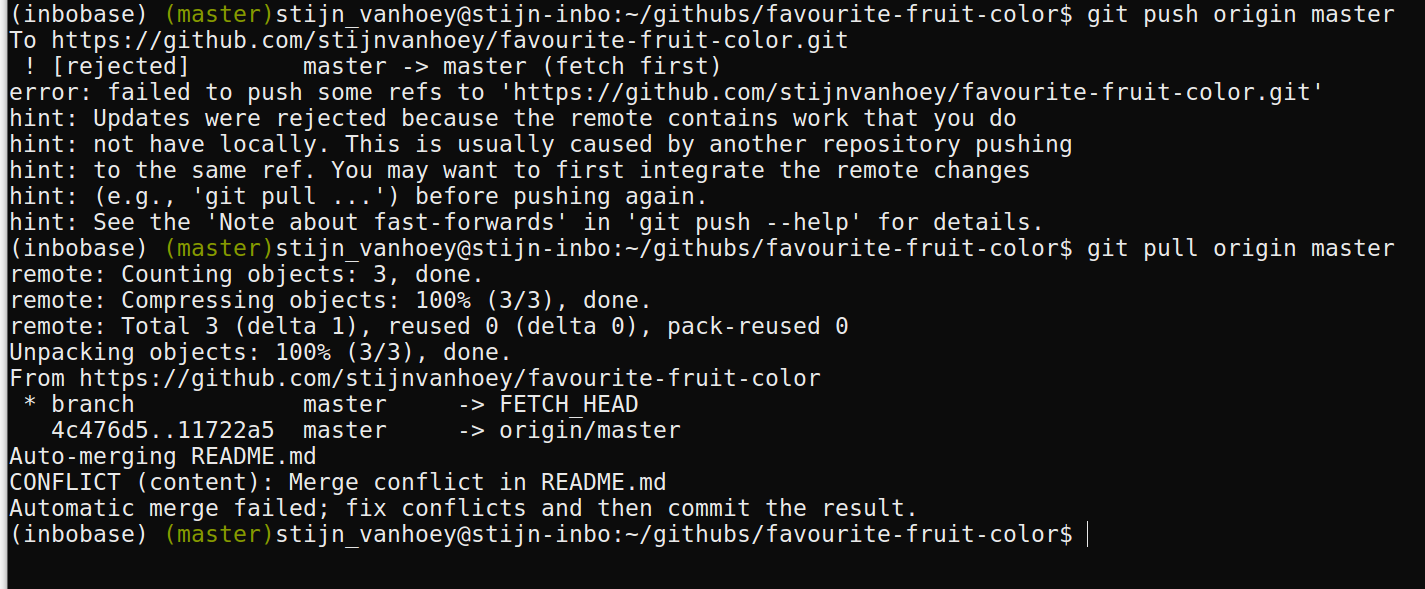 (inbobase) (master)stijn_vanhoey@stijn-inbo:~/githubs/favourite-fruit-color$ git push origin master
To https://github.com/stijnvanhoey/favourite-fruit-color.git
 ! [rejected]        master -> master (fetch first)
error: failed to push some refs to 'https://github.com/stijnvanhoey/favourite-fruit-color.git'
hint: Updates were rejected because the remote contains work that you do
hint: not have locally. This is usually caused by another repository pushing
hint: to the same ref. You may want to first integrate the remote changes
hint: (e.g., 'git pull ...') before pushing again.
hint: See the 'Note about fast-forwards' in 'git push --help' for details.
(inbobase) (master)stijn_vanhoey@stijn-inbo:~/githubs/favourite-fruit-color$ git pull origin master
remote: Counting objects: 3, done.
remote: Compressing objects: 100% (3/3), done.
remote: Total 3 (delta 1), reused 0 (delta 0), pack-reused 0
Unpacking objects: 100% (3/3), done.
From https://github.com/stijnvanhoey/favourite-fruit-color
 * branch            master     -> FETCH_HEAD
   4c476d5..11722a5  master     -> origin/master
Auto-merging README.md
CONFLICT (content): Merge conflict in README.md
Automatic merge failed; fix conflicts and then commit the result.
(inbobase) (master)stijn_vanhoey@stijn-inbo:~/githubs/favourite-fruit-color$